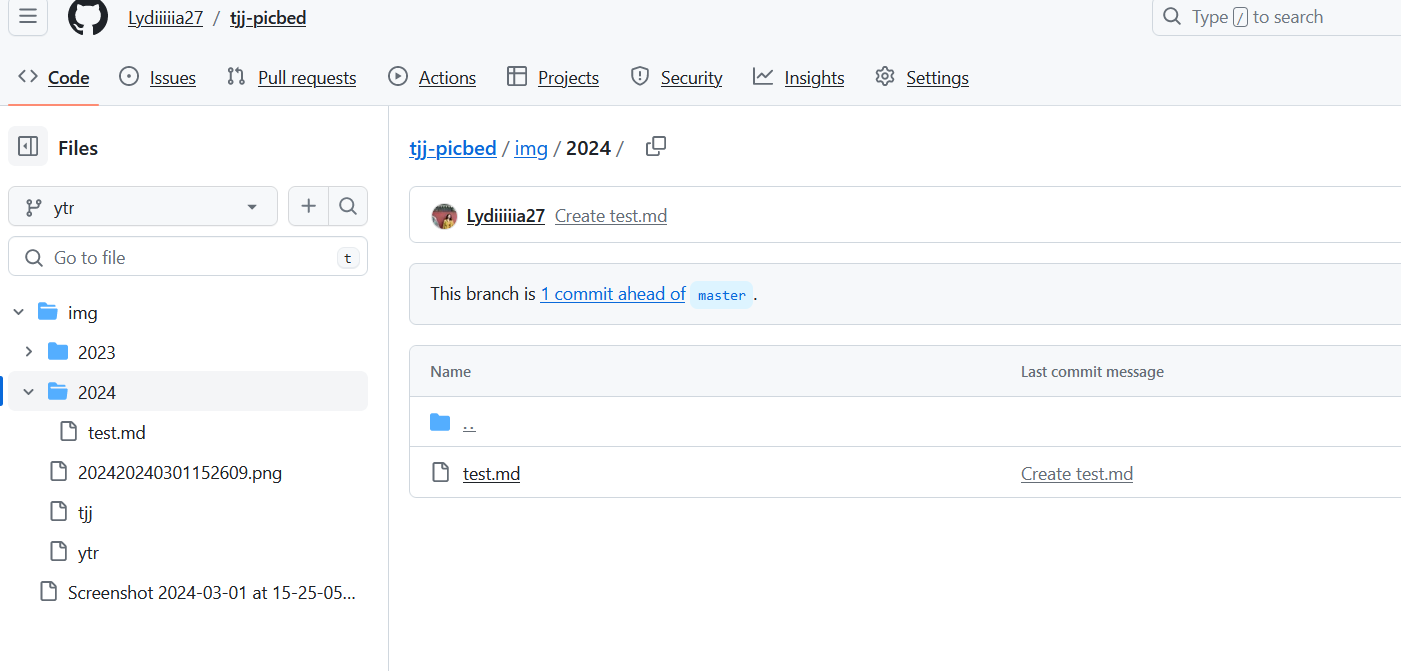 Lydiiiiia27 / tjj-picbed
Type / to search
Code Issues Pull requests Actions Projects Security Insights Settings
Files
ytr
Go to file t
img
2023
2024
test.md
202420240301152609.png
tjj
ytr
Screenshot 2024-03-01 at 15-25-05...
tjj-picbed / img / 2024 /
Lydiiiiia27 Create test.md
This branch is 1 commit ahead of master .
Name Last commit message
..
test.md Create test.md